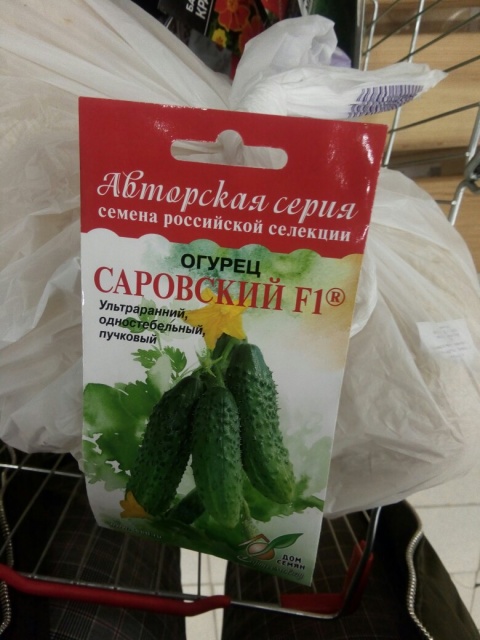 Авторская серия
семена российской селекции
ОГУРЕЦ
САРОВСКИЙ F1®
Ультраранний,
одностебельный,
пучковый
ДОМ
СЕМЯН